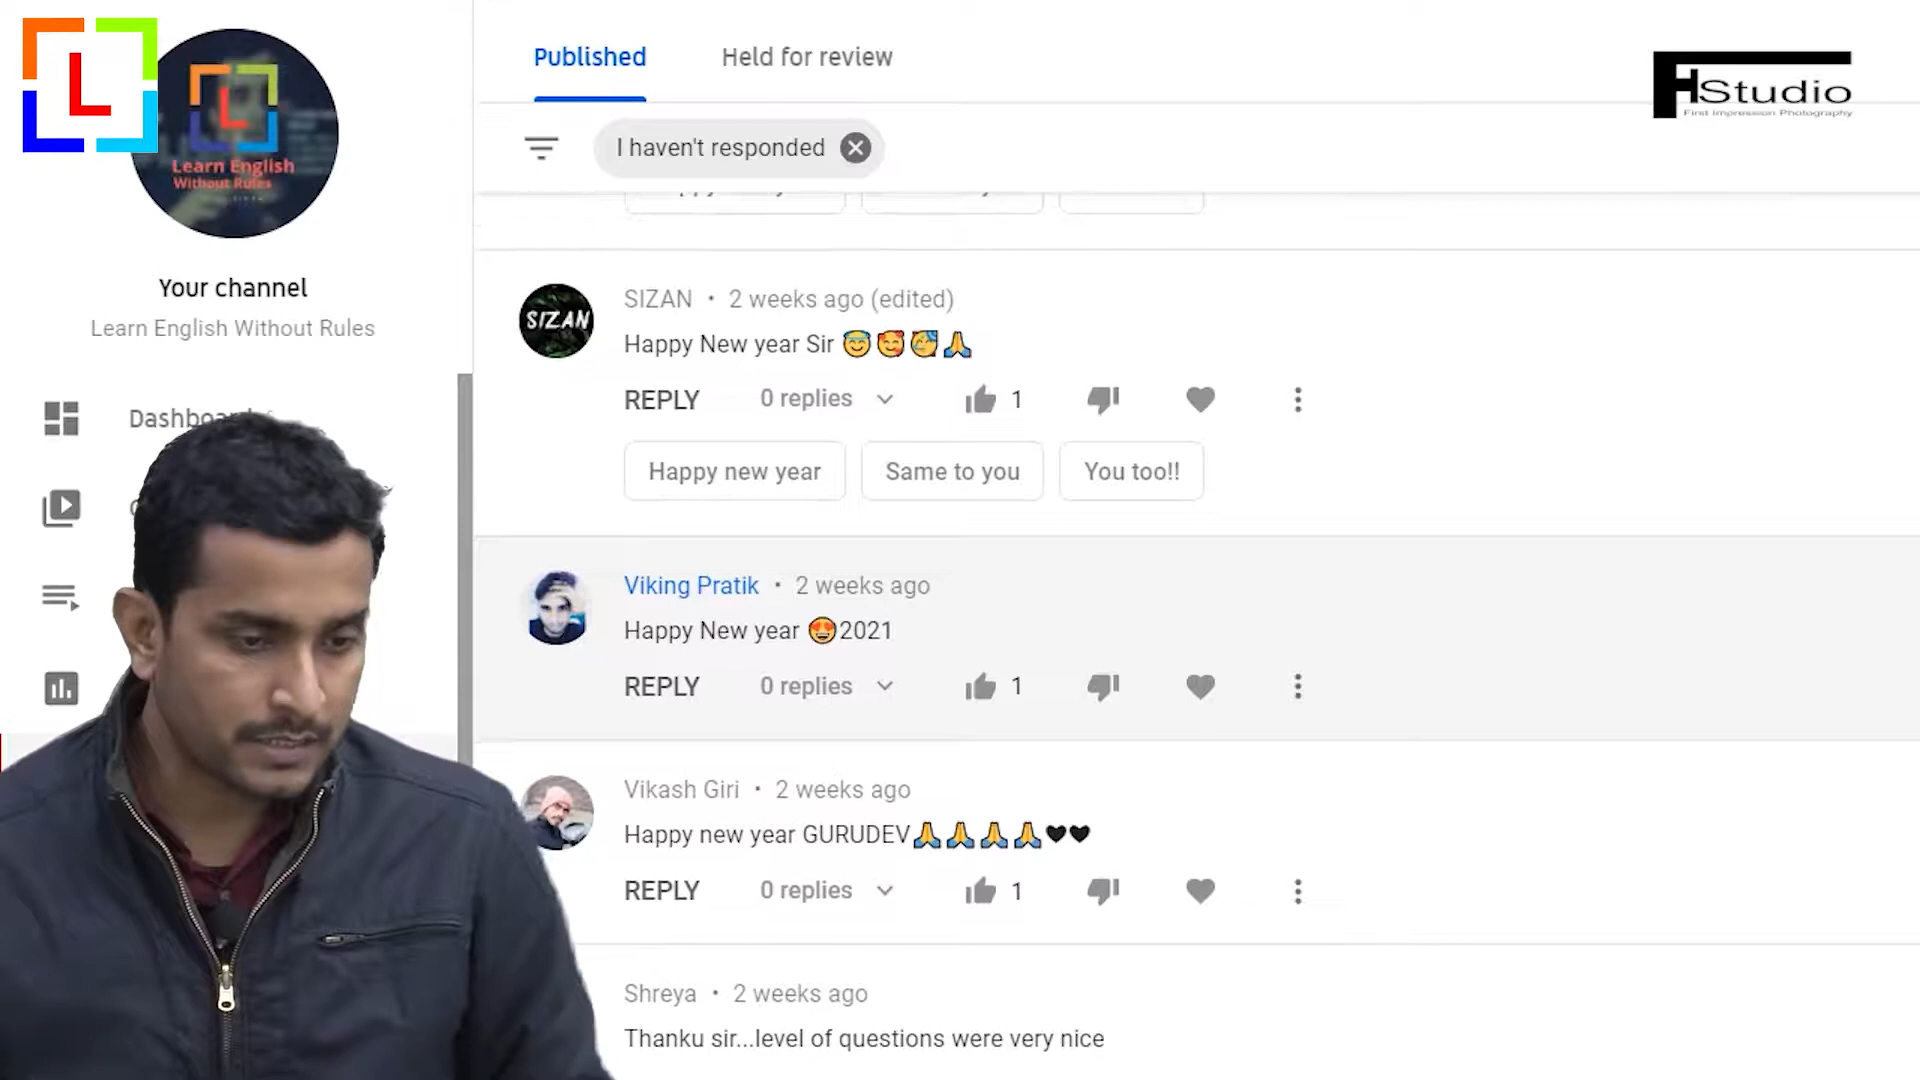 Published
Held for review
HStudio
First Impression Photography
I haven't responded
L
L
Learn English
Without Rules
Your channel
Learn English Without Rules
SIZAN • 2 weeks ago (edited)
SIZAN
Happy New year Sir 😇🥰🥳🙏
REPLY 0 replies 1
Happy new year
Same to you
You too!!
Viking Pratik • 2 weeks ago
Happy New year 😍2021
REPLY 0 replies 1
Vikash Giri • 2 weeks ago
Happy new year GURUDEV🙏🙏🙏🙏🖤🖤
REPLY 0 replies 1
Shreya • 2 weeks ago
Thanku sir...level of questions were very nice